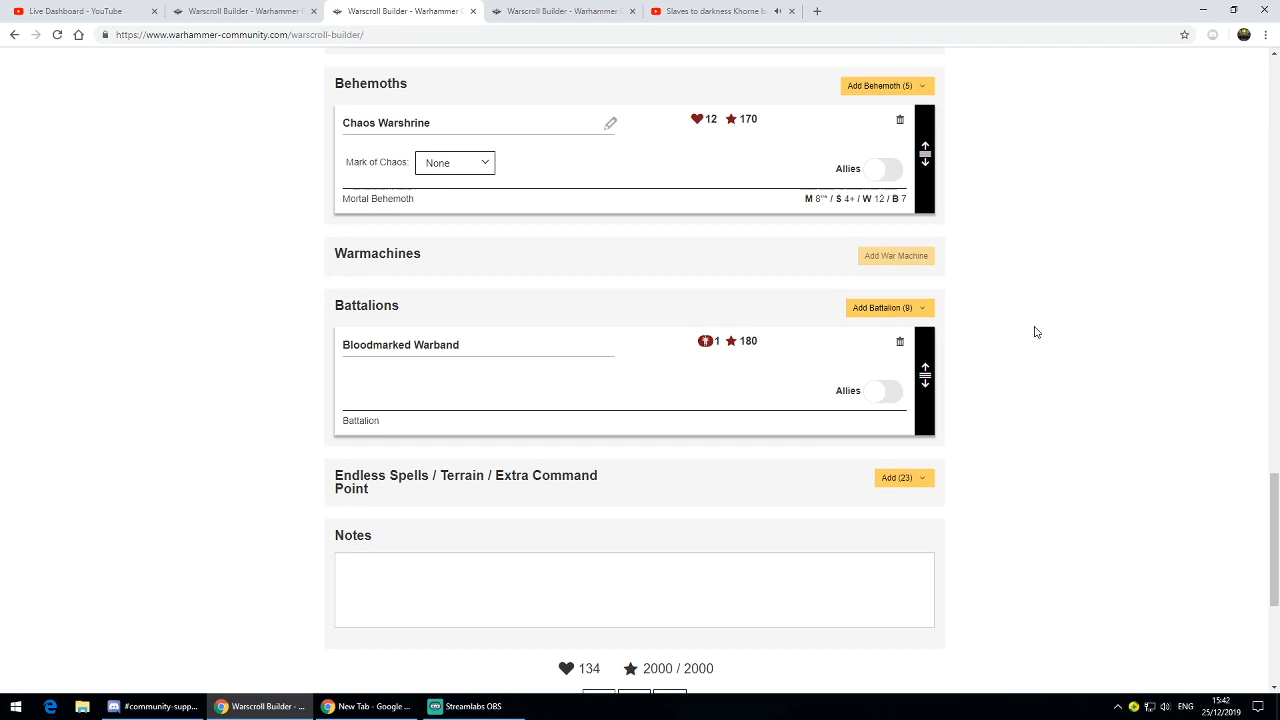 Live Dashboard - YouTube
Warscroll Builder - Warhammer C
Warscroll Builder - Warhammer C
Warscroll Builder - Warhammer C
Slaves to darkness Khorne b
https://www.warhammer-community.com/warscroll-builder/
Behemoths
Add Behemoth (5)
Chaos Warshrine
12
170
Mark of Chaos:
None
Allies
Mortal Behemoth
M 8"* / S 4+ / W 12 / B 7
Warmachines
Add War Machine
Battalions
Add Battalion (9)
Bloodmarked Warband
1
180
Allies
Battalion
Endless Spells / Terrain / Extra Command
Point
Add (23)
Notes
134
2000 / 2000
#community-supp...
Warscroll Builder - ...
New Tab - Google ...
Streamlabs OBS
ENG
15:42
25/12/2019